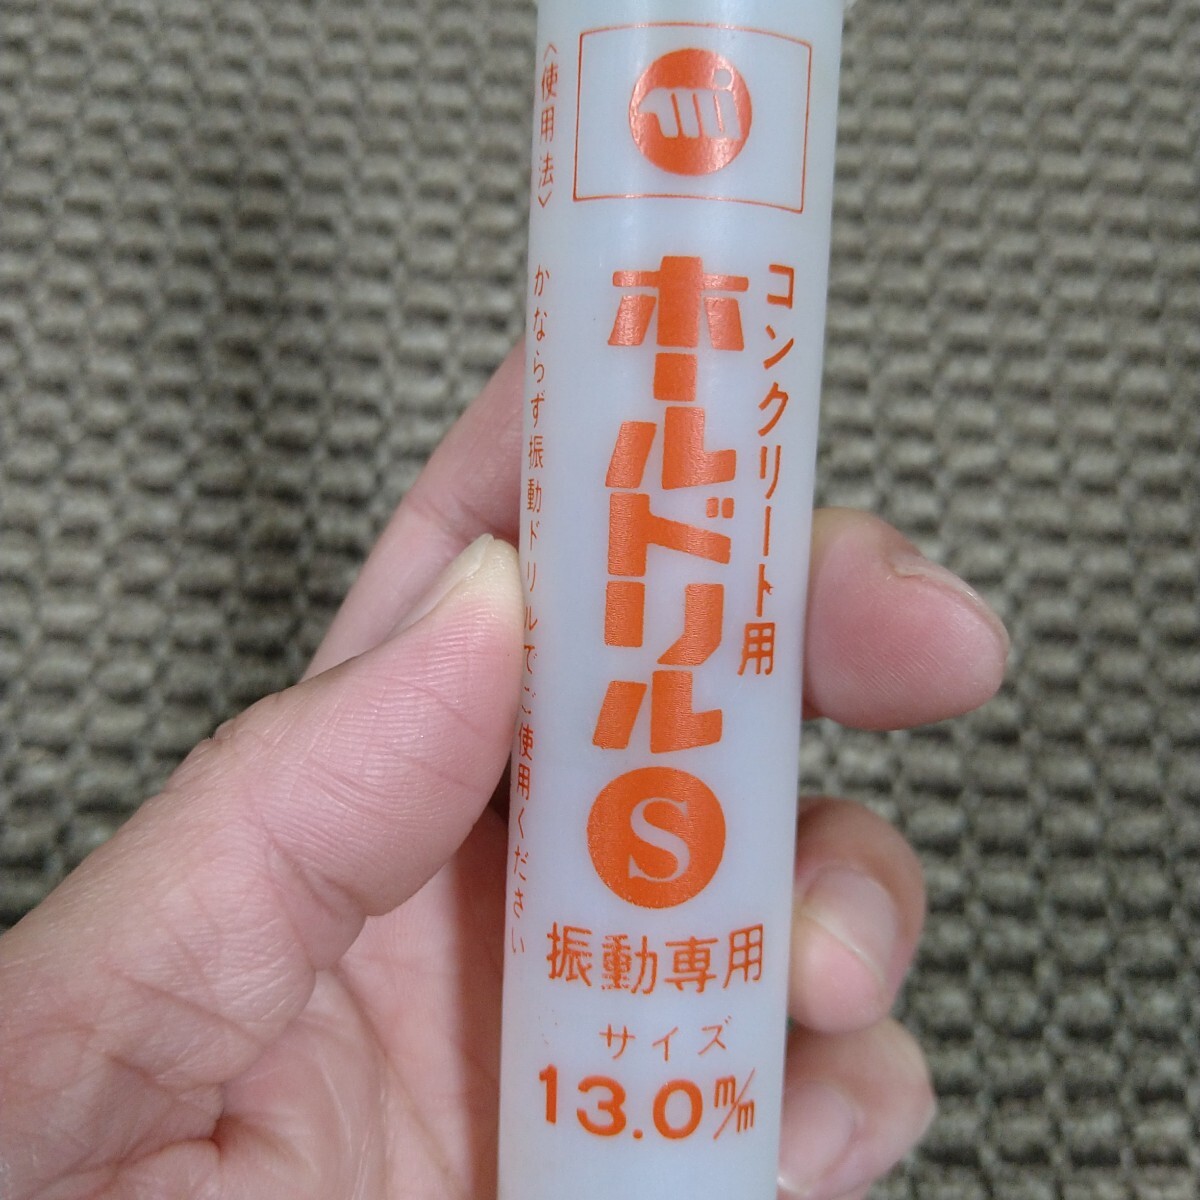 コンクリート用
ホールドリル
S
振動専用
サイズ
13.0m/m
〈使用法〉
かならず振動ドリルでご使用ください